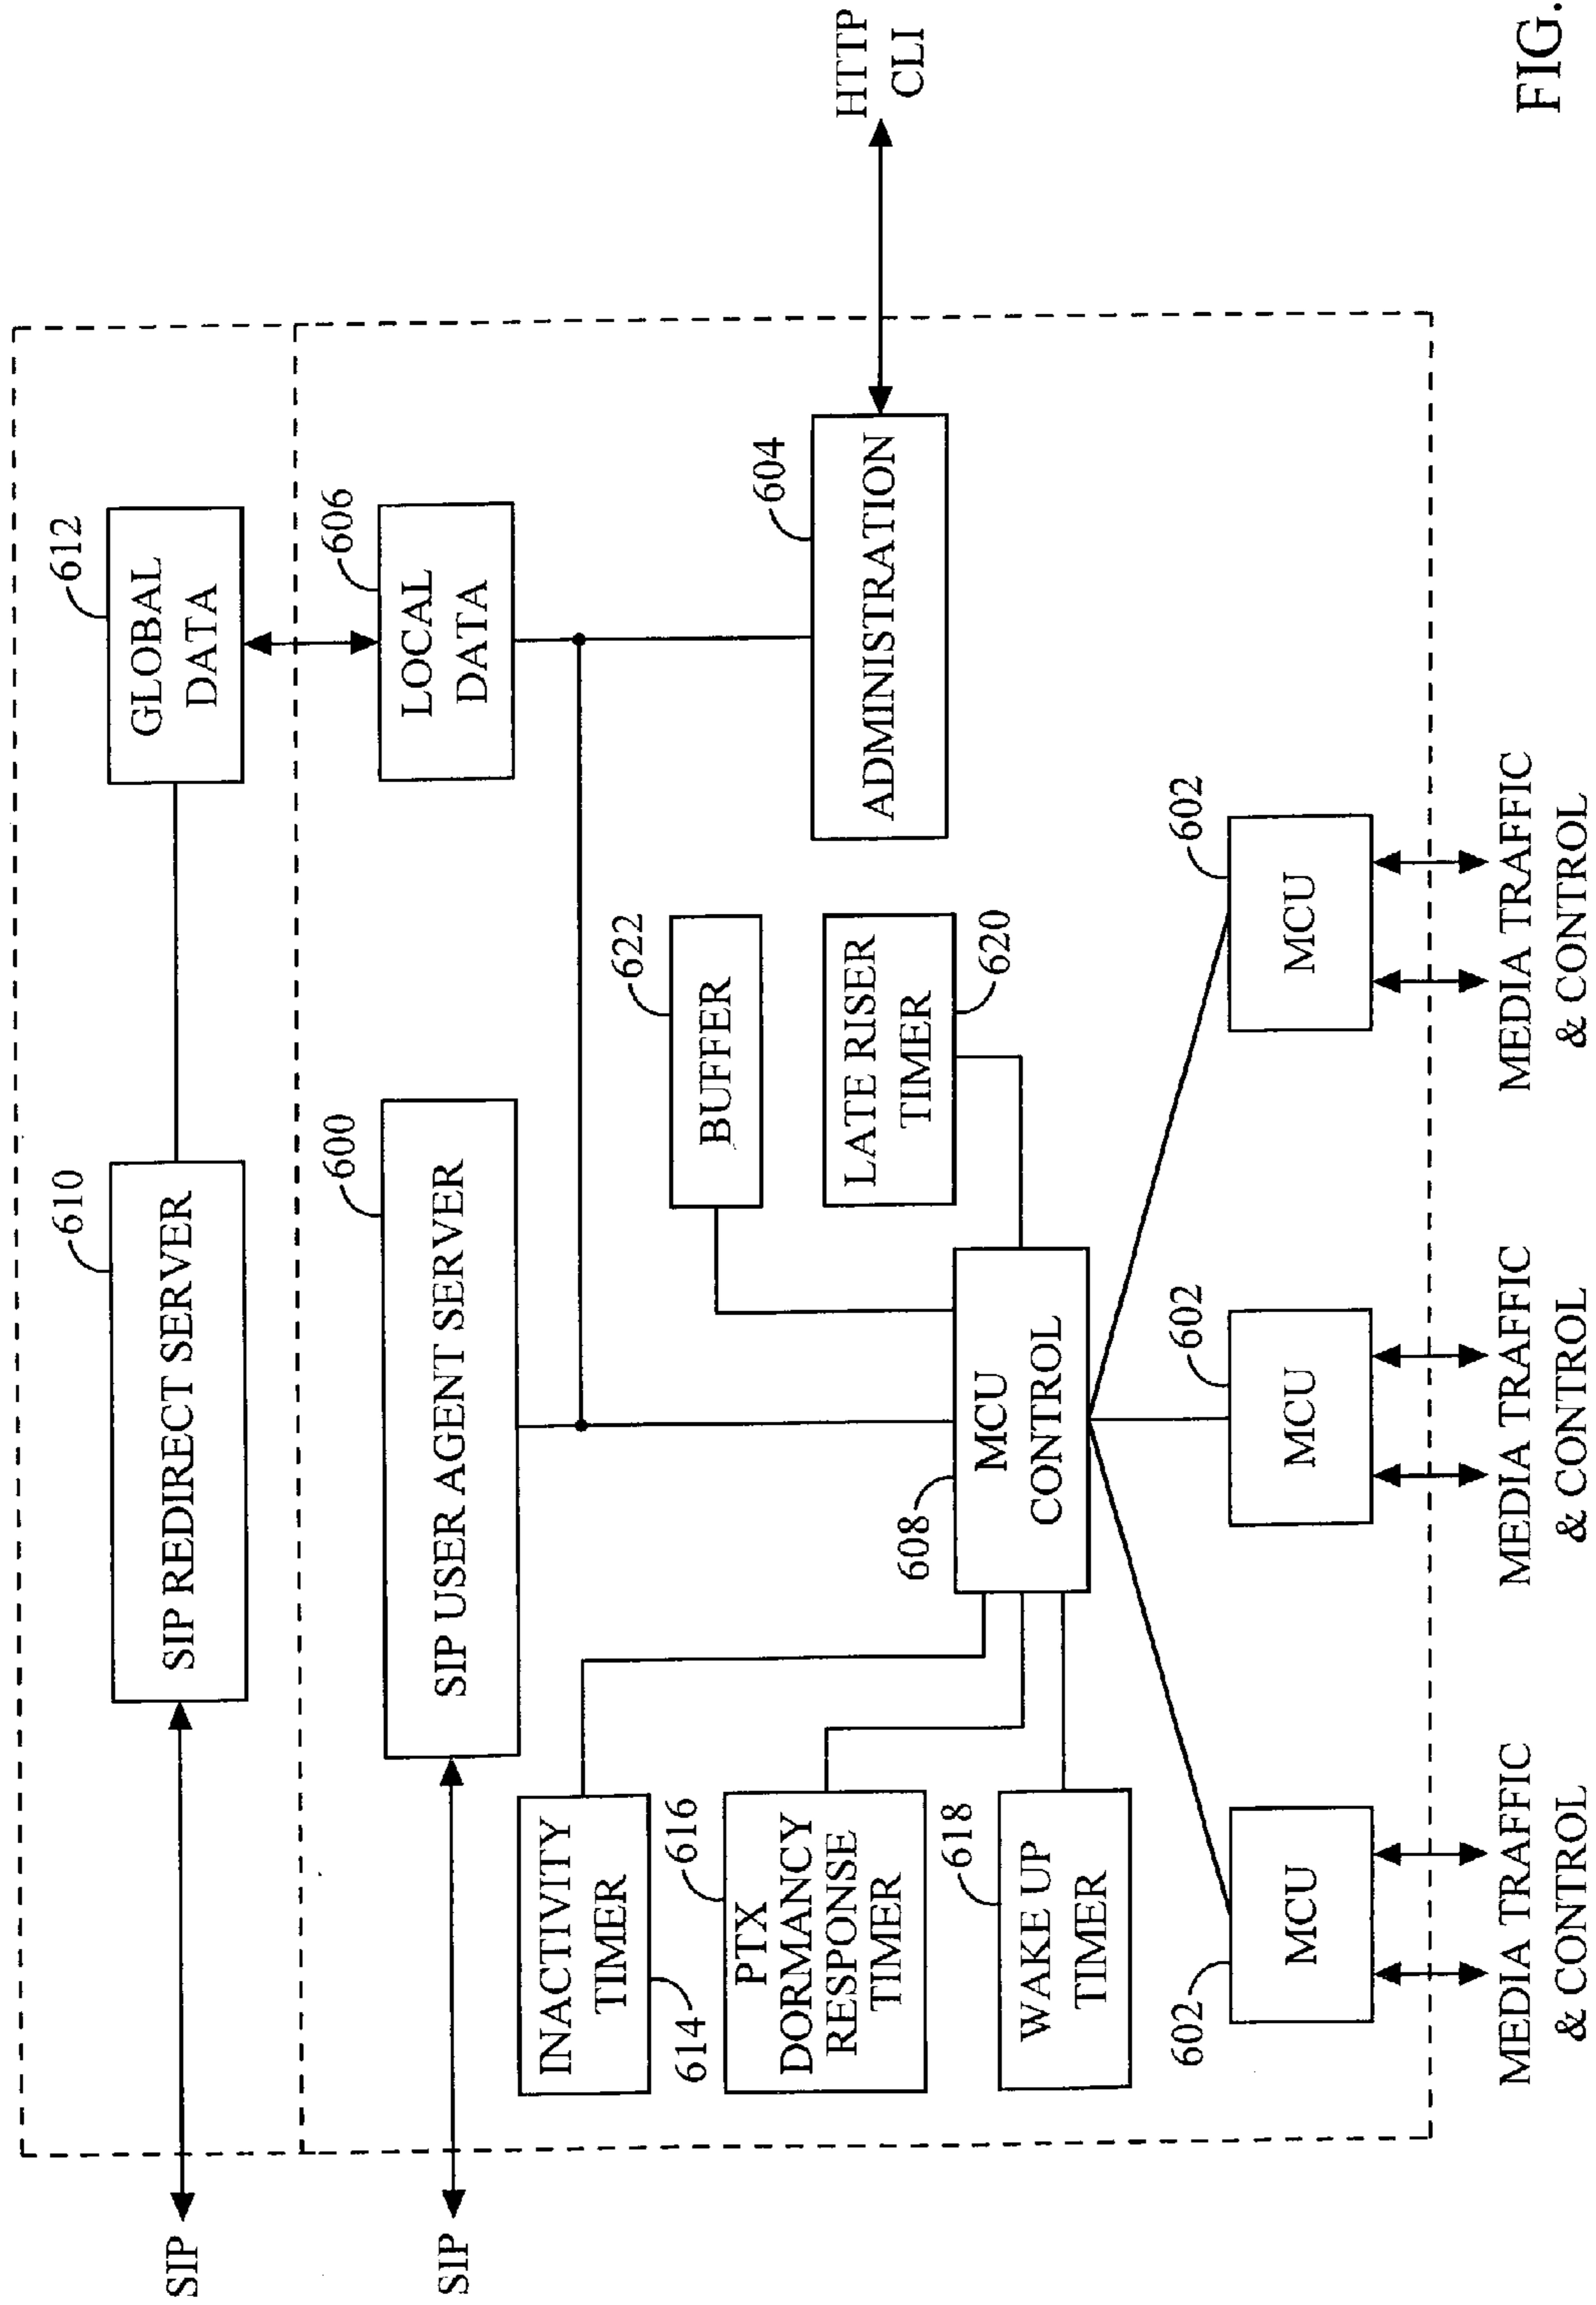 SIP
610
SIP REDIRECT SERVER
612
GLOBAL
DATA
SIP
600
SIP USER AGENT SERVER
606
LOCAL
DATA
INACTIVITY
TIMER
614
616
PTX
DORMANCY
RESPONSE
TIMER
618
WAKE UP
TIMER
622
BUFFER
LATE RISER
TIMER
620
608
MCU
CONTROL
604
ADMINISTRATION
HTTP
CLI
602
MCU
602
MCU
602
MCU
MEDIA TRAFFIC
& CONTROL
MEDIA TRAFFIC
& CONTROL
MEDIA TRAFFIC
& CONTROL
FIG.